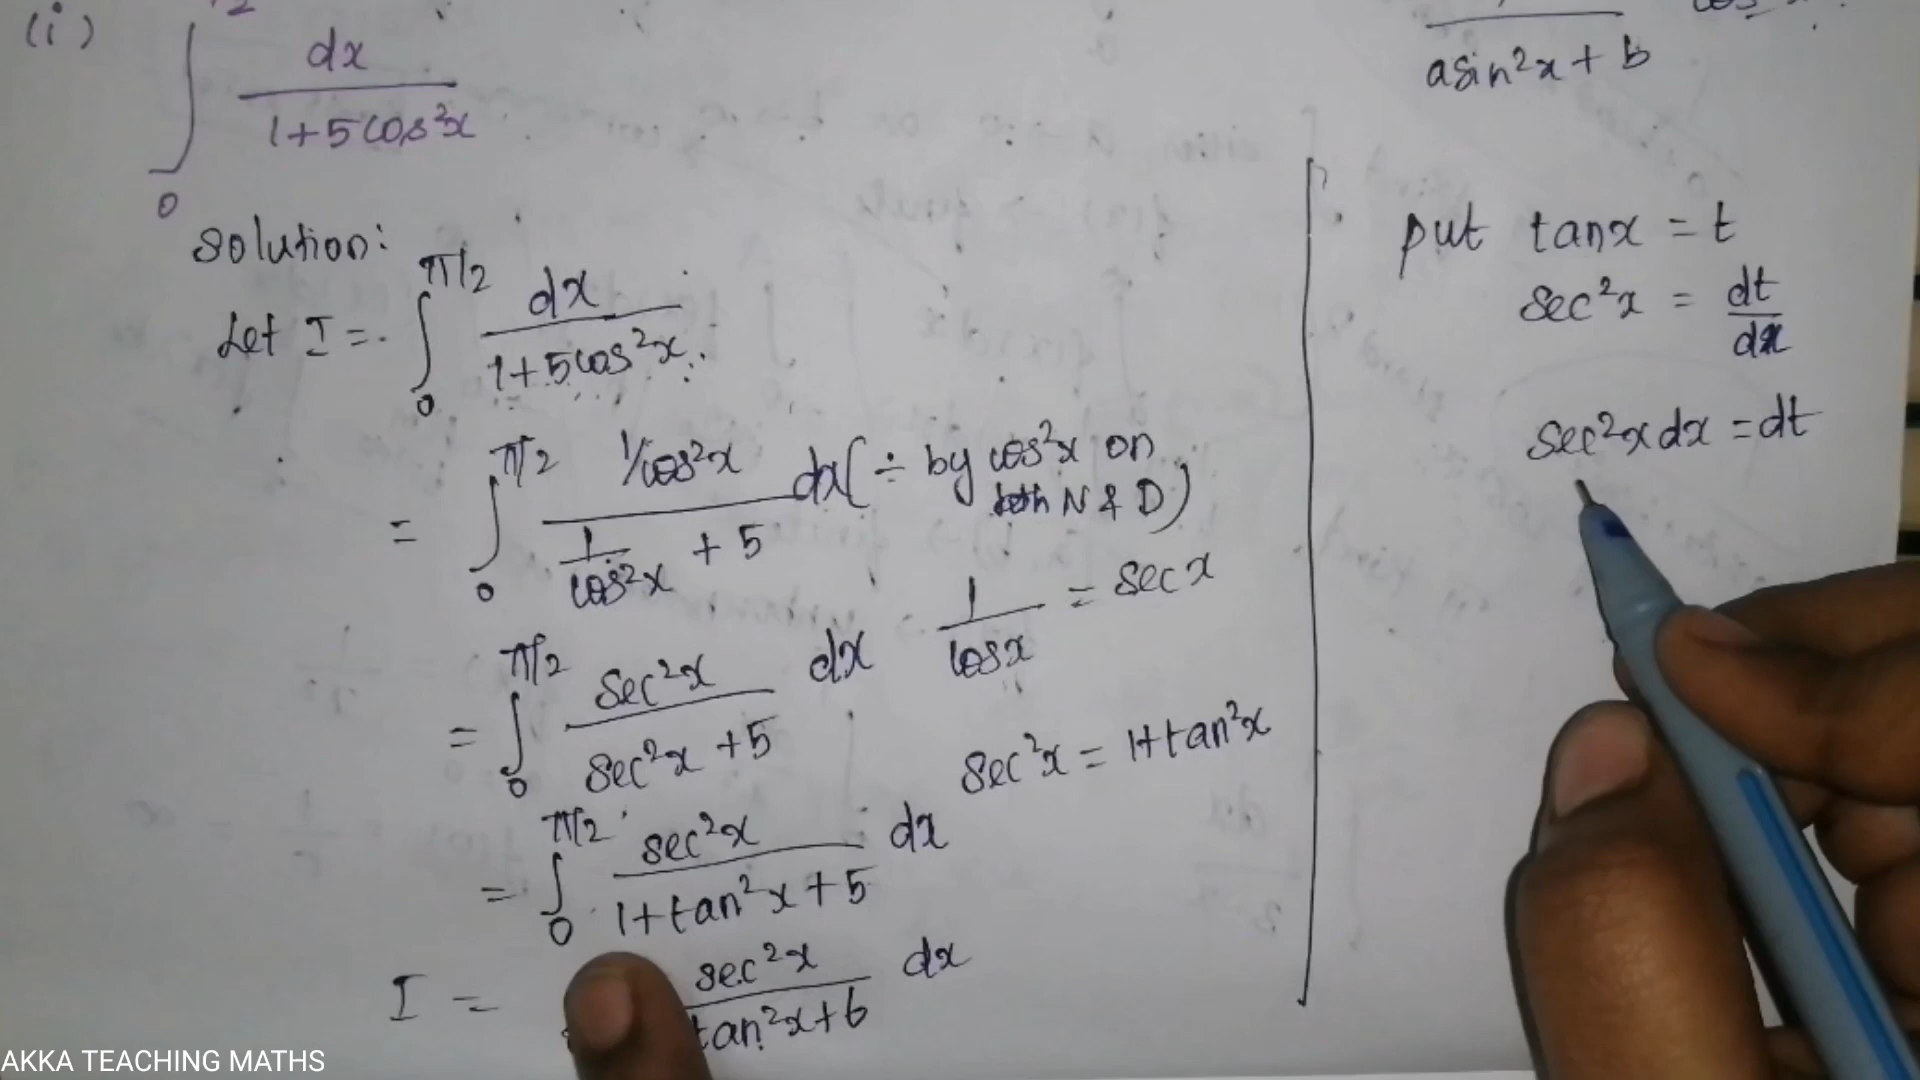 (i) ∫₀ dx / 1+5cos²x
asin²x + b
Solution:
Let I = ∫₀^π/2 dx / 1+5cos²x
= ∫₀^π/2 1/cos²x / 1/cos²x + 5 dx (÷ by cos²x on both N & D)
1/cosx = secx
= ∫₀^π/2 sec²x / sec²x + 5 dx
sec²x = 1+tan²x
= ∫₀^π/2 sec²x / 1+tan²x + 5 dx
I = sec²x / tan²x+6 dx
put tanx = t
sec²x = dt/dx
sec²x dx = dt
AKKA TEACHING MATHS